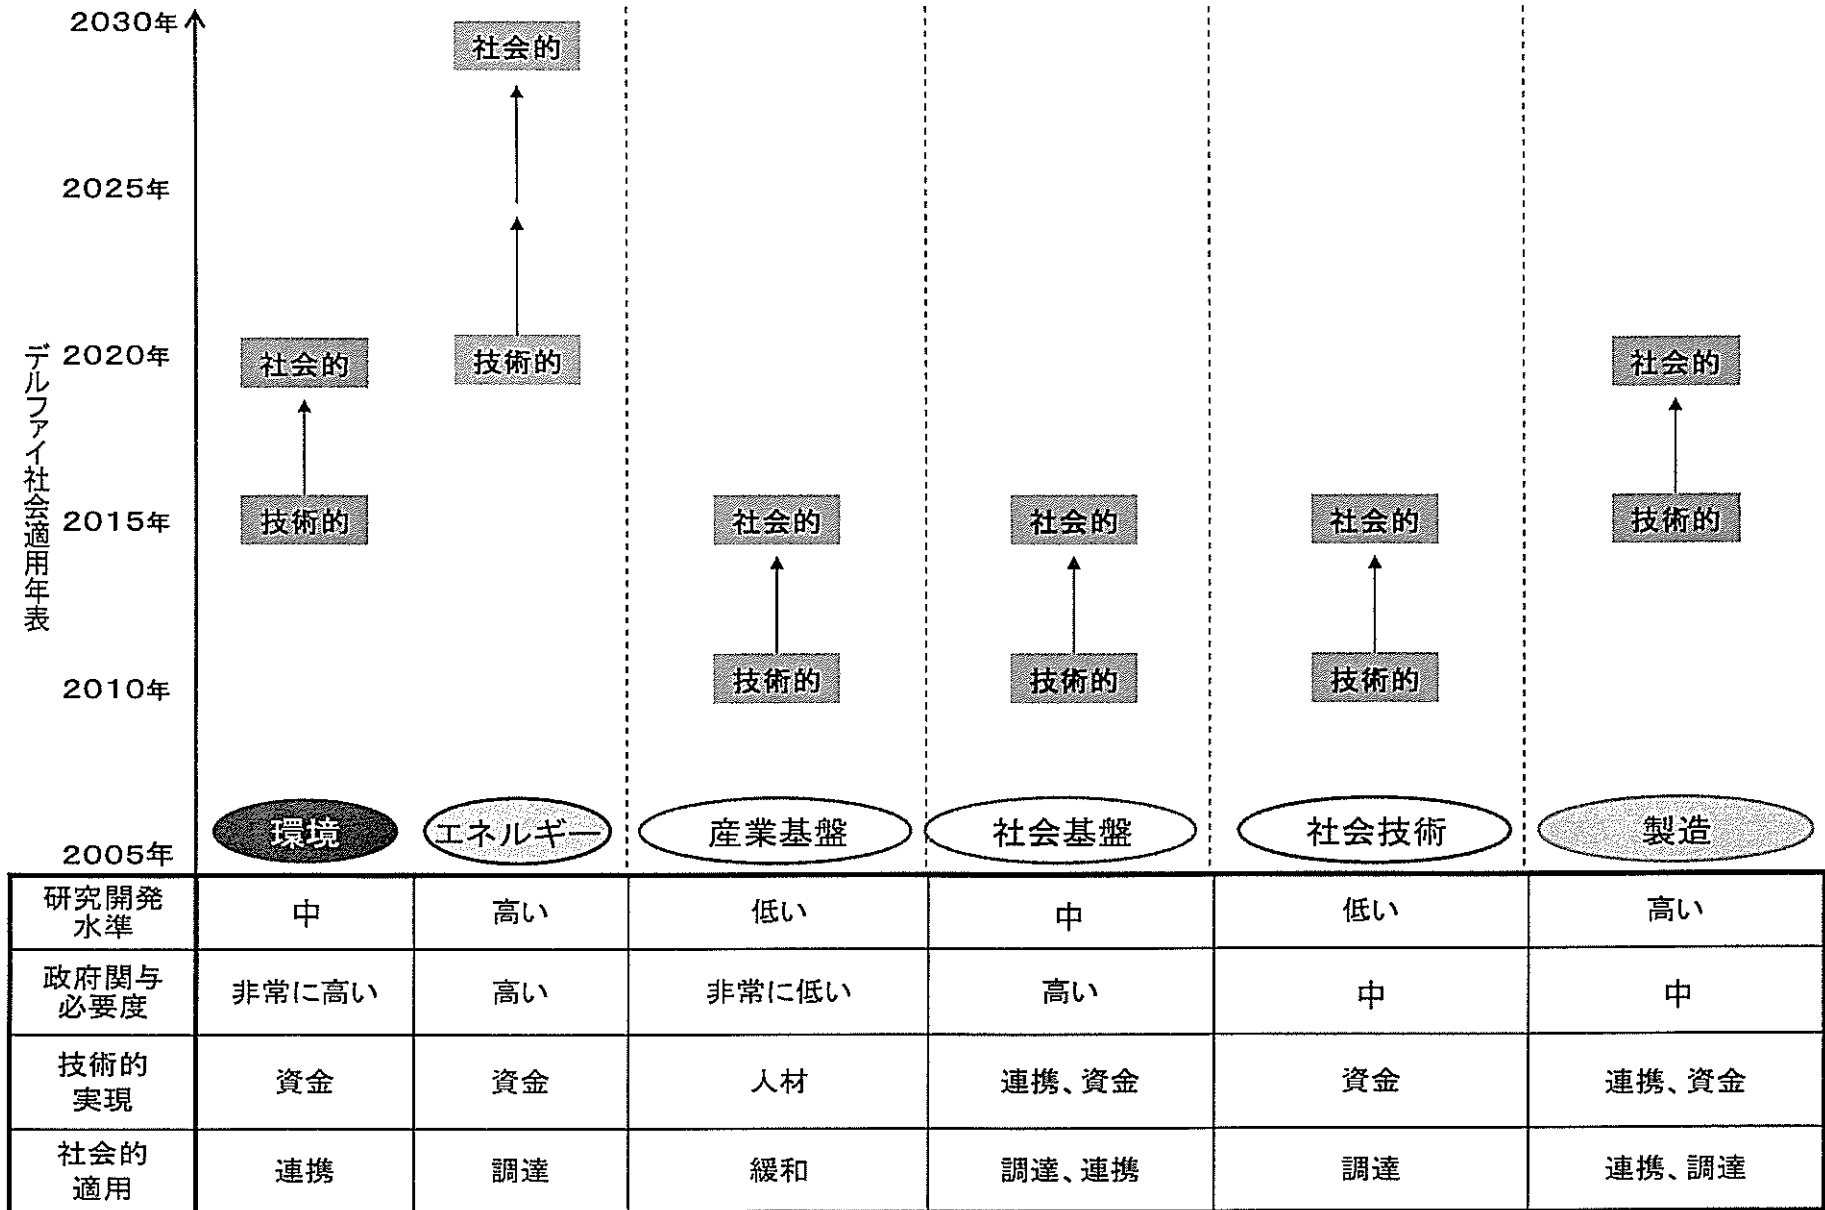 2030年
社会的
2025年
デルファイ社会適用年表
2020年
社会的
技術的
社会的
2015年
技術的
社会的
社会的
社会的
技術的
2010年
技術的
技術的
技術的
2005年
環境
エネルギー
産業基盤
社会基盤
社会技術
製造
研究開発
水準
中
高い
低い
中
低い
高い
政府関与
必要度
非常に高い
高い
非常に低い
高い
中
中
技術的
実現
資金
資金
人材
連携、資金
資金
連携、資金
社会的
適用
連携
調達
緩和
調達、連携
調達
連携、調達